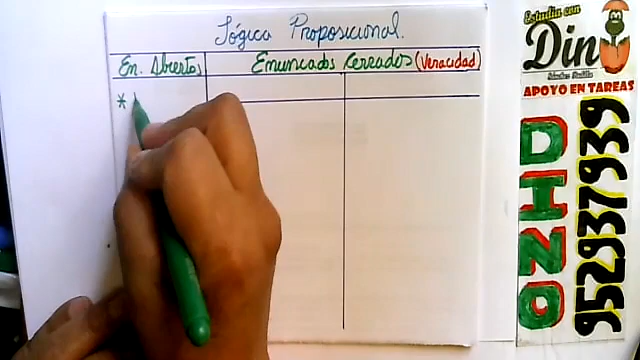 Lógica Proposicional.
En. Abiertos
Enunciados Cerrados (Veracidad)
*
Estudia con
Dino
APOYO EN TAREAS
DINO
952937939